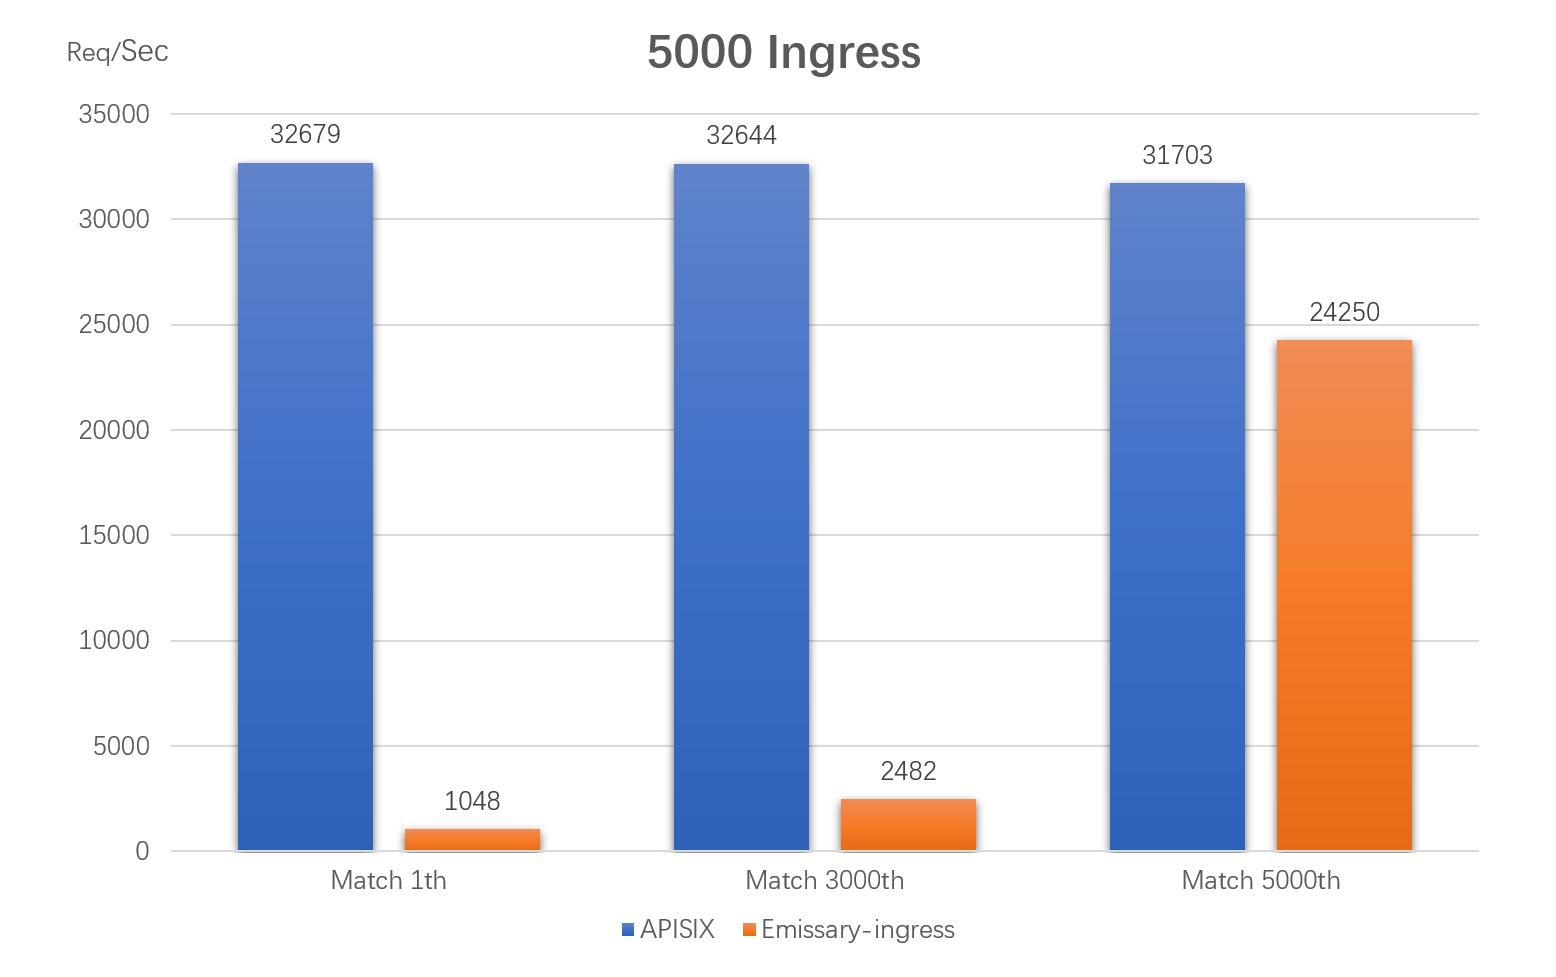 Req/Sec
5000 Ingress
35000
30000
25000
20000
15000
10000
5000
0
32679
1048
32644
2482
31703
24250
Match 1th
Match 3000th
Match 5000th
APISIX
Emissary-ingress